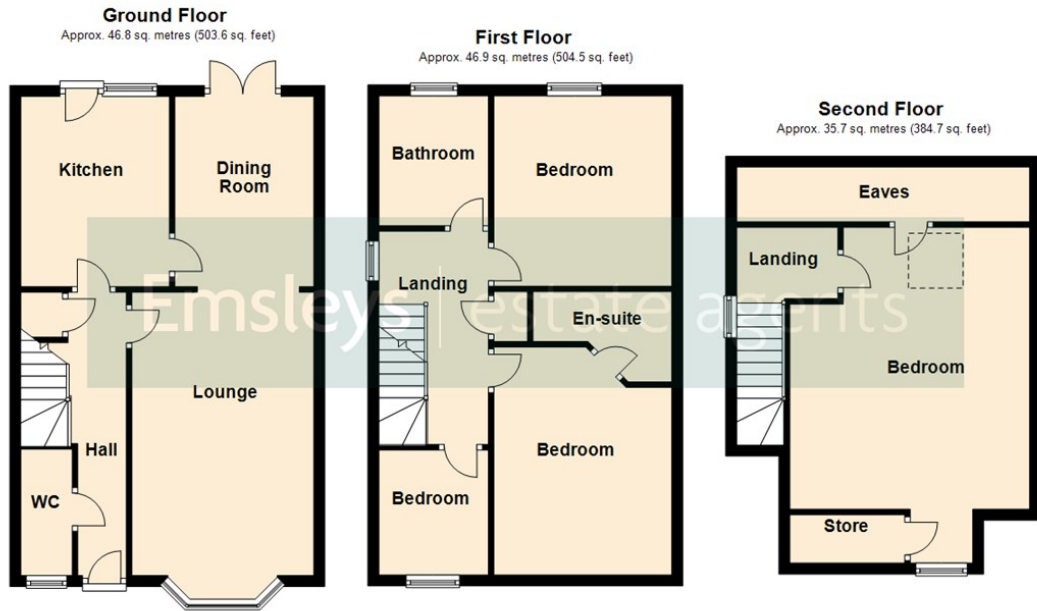 Ground Floor
Approx. 46.8 sq. metres (503.6 sq. feet)
Kitchen
Dining
Room
Lounge
Hall
WC
First Floor
Approx. 46.9 sq. metres (504.5 sq. feet)
Bathroom
Bedroom
Landing
En-suite
Bedroom
Bedroom
Second Floor
Approx. 35.7 sq. metres (384.7 sq. feet)
Eaves
Landing
Bedroom
Store
Emsleys | estate agents